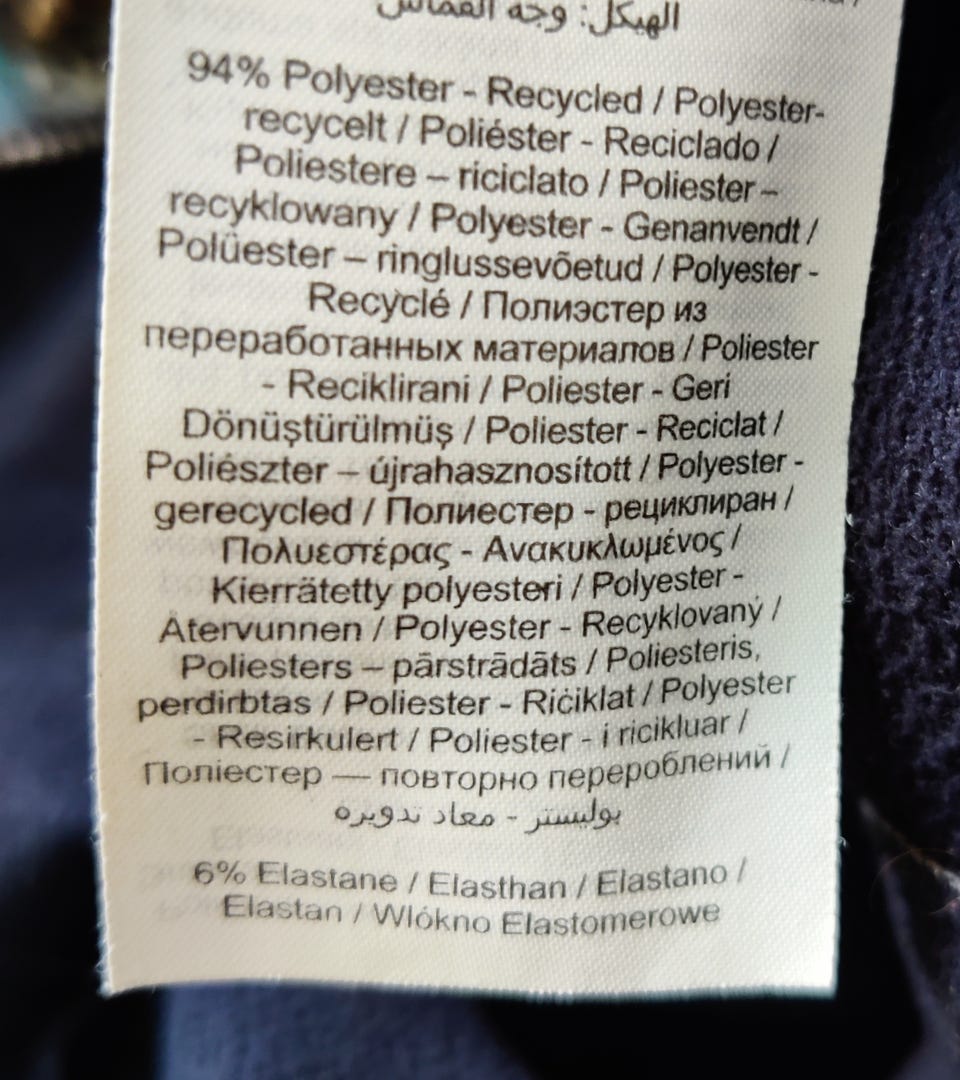 الهيكل: وجه القماش
94% Polyester - Recycled / Polyester-
recycelt / Poliéster - Reciclado /
Poliestere – riciclato / Poliester –
recyklowany / Polyester - Genanvendt /
Polüester – ringlussevõetud / Polyester -
Recyclé / Полиэстер из
переработанных материалов / Poliester
- Reciklirani / Poliester - Geri
Dönüştürülmüş / Poliester - Reciclat /
Poliészter – újrahasznosított / Polyester -
gerecycled / Полиестер - рециклиран /
Πολυεστέρας - Ανακυκλωμένος /
Kierrätetty polyesteri / Polyester -
Återvunnen / Polyester - Recyklovaný /
Poliesters – pārstrādāts / Poliesteris,
perdirbtas / Poliester - Riċiklat / Polyester
- Resirkulert / Poliester - i ricikluar /
Поліестер — повторно перероблений /
بوليستر - معاد تدويره
6% Elastane / Elasthan / Elastano /
Elastan / Wlókno Elastomerowe